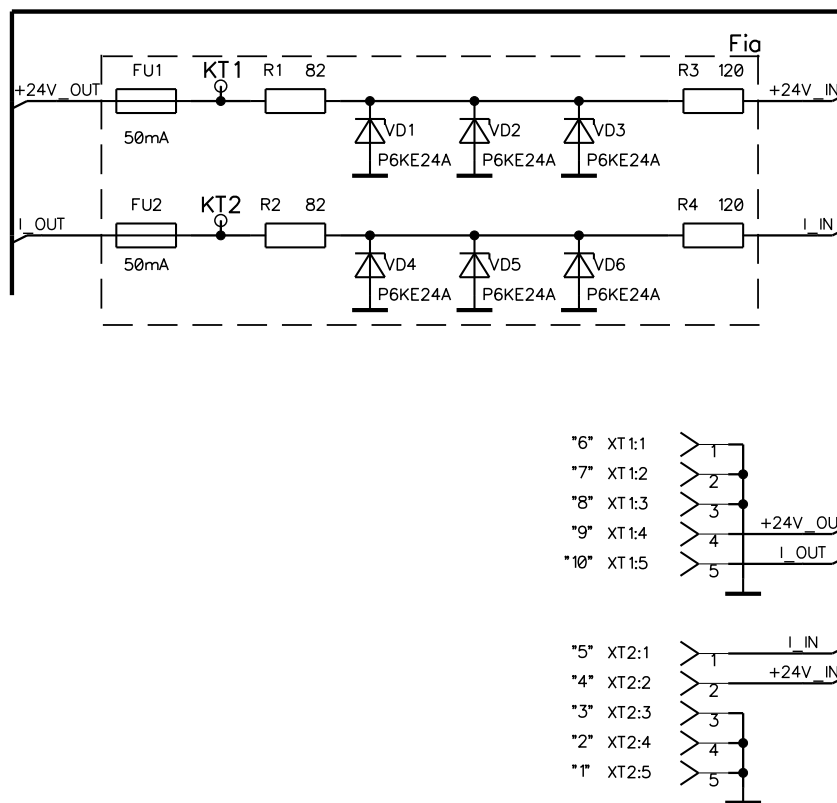 Fia
FU1 KT1 R1 82 R3 120
+24V_OUT +24V_IN
50mA VD1 VD2 VD3
P6KE24A P6KE24A P6KE24A
FU2 KT2 R2 82 R4 120
I_OUT I_IN
50mA VD4 VD5 VD6
P6KE24A P6KE24A P6KE24A
"6" XT1:1 1
"7" XT1:2 2
"8" XT1:3 3
"9" XT1:4 4 +24V_OU
"10" XT1:5 5 I_OUT
"5" XT2:1 1 I_IN
"4" XT2:2 2 +24V_IN
"3" XT2:3 3
"2" XT2:4 4
"1" XT2:5 5